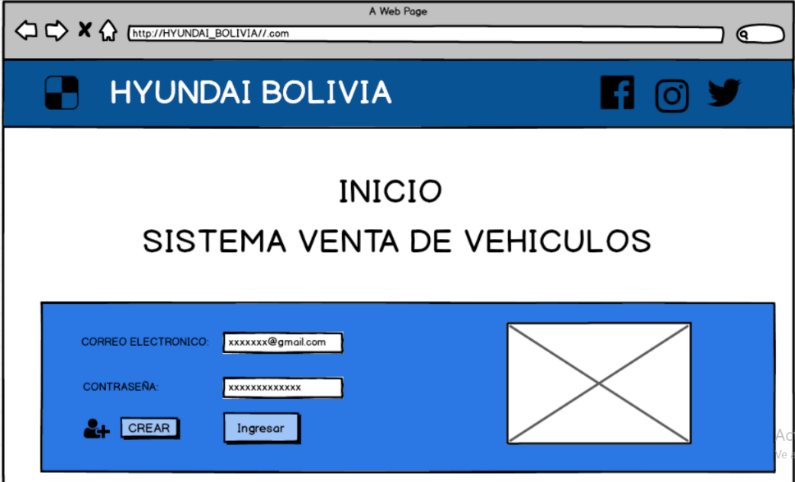 A Web Page
http://HYUNDAI_BOLIVIA//.com
HYUNDAI BOLIVIA
INICIO
SISTEMA VENTA DE VEHICULOS
CORREO ELECTRONICO: xxxxxxx@gmail.com
CONTRASEÑA: xxxxxxxxxxxxx
CREAR Ingresar